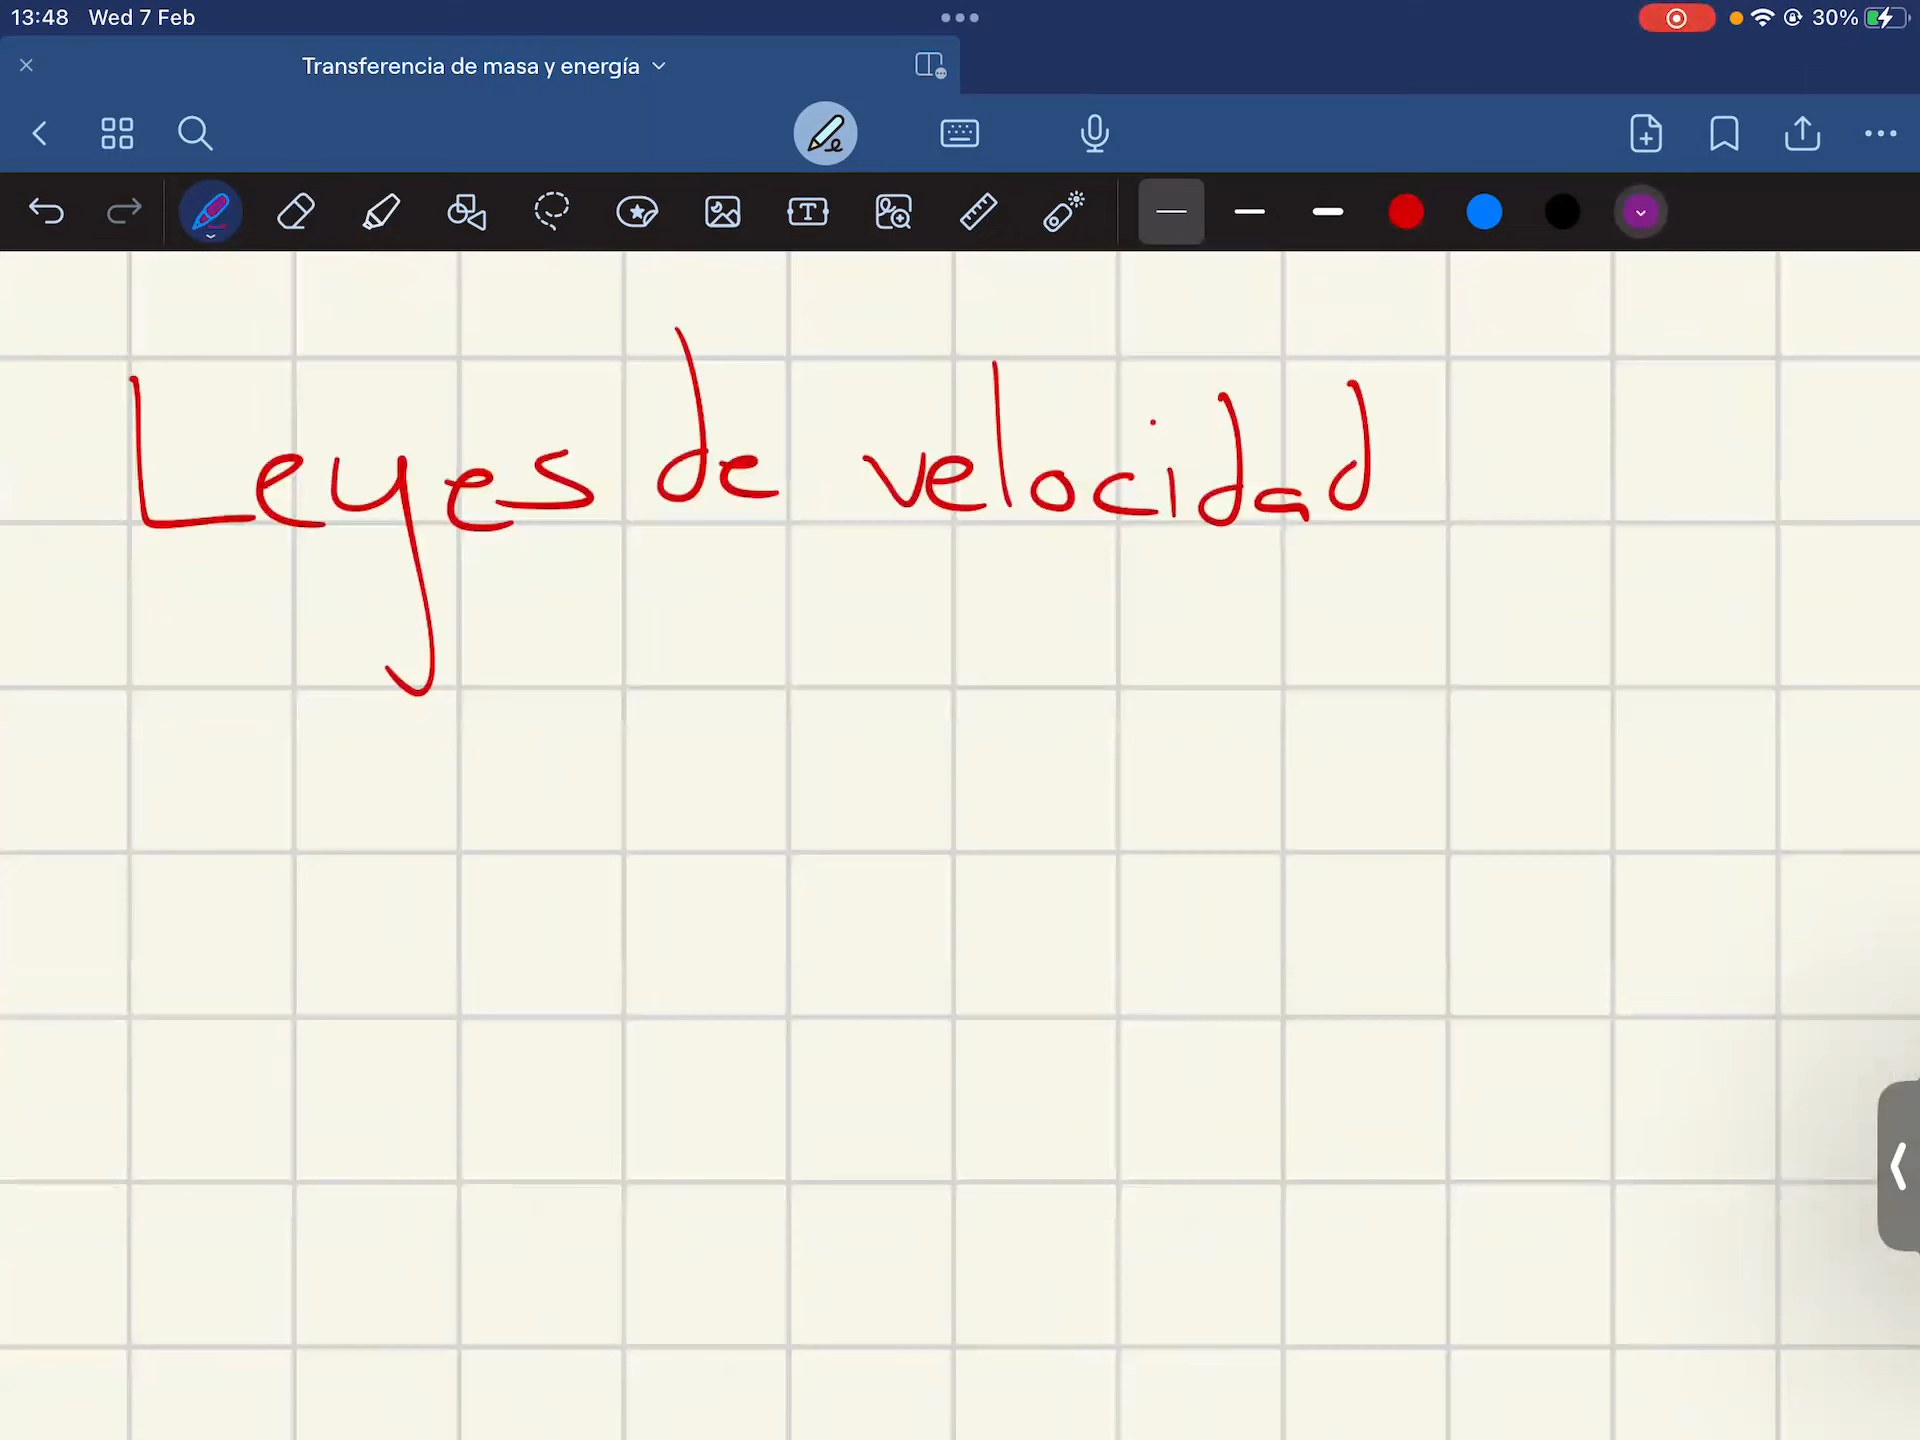 13:48 Wed 7 Feb
30%
Transferencia de masa y energía
Leyes de velocidad